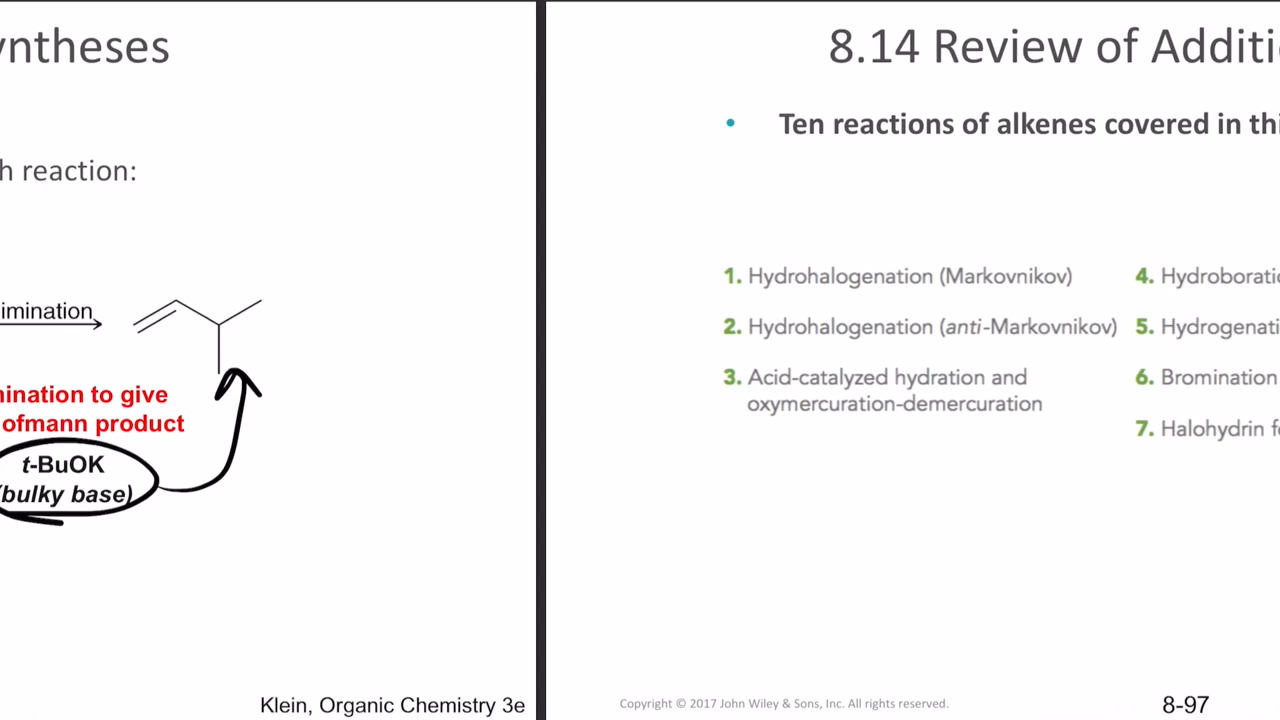 yntheses
h reaction:
imination
mination to give
ofmann product
t-BuOK
(bulky base)
Klein, Organic Chemistry 3e
8.14 Review of Additi
• Ten reactions of alkenes covered in thi
1. Hydrohalogenation (Markovnikov)
2. Hydrohalogenation (anti-Markovnikov)
3. Acid-catalyzed hydration and
oxymercuration-demercuration
4. Hydroboratio
5. Hydrogenati
6. Bromination
7. Halohydrin f
Copyright © 2017 John Wiley & Sons, Inc. All rights reserved.
8-97